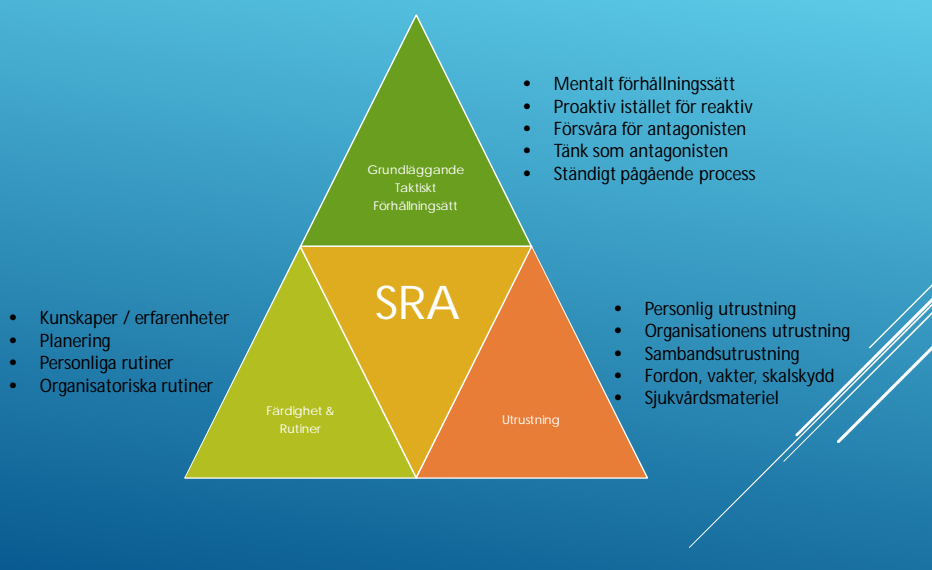 Grundläggande
Taktiskt
Förhållningsätt
• Mentalt förhållningssätt
• Proaktiv istället för reaktiv
• Försvåra för antagonisten
• Tänk som antagonisten
• Ständigt pågående process
SRA
• Kunskaper / erfarenheter
• Planering
• Personliga rutiner
• Organisatoriska rutiner
Färdighet &
Rutiner
Utrustning
• Personlig utrustning
• Organisationens utrustning
• Sambandsutrustning
• Fordon, vakter, skalskydd
• Sjukvårdsmateriel